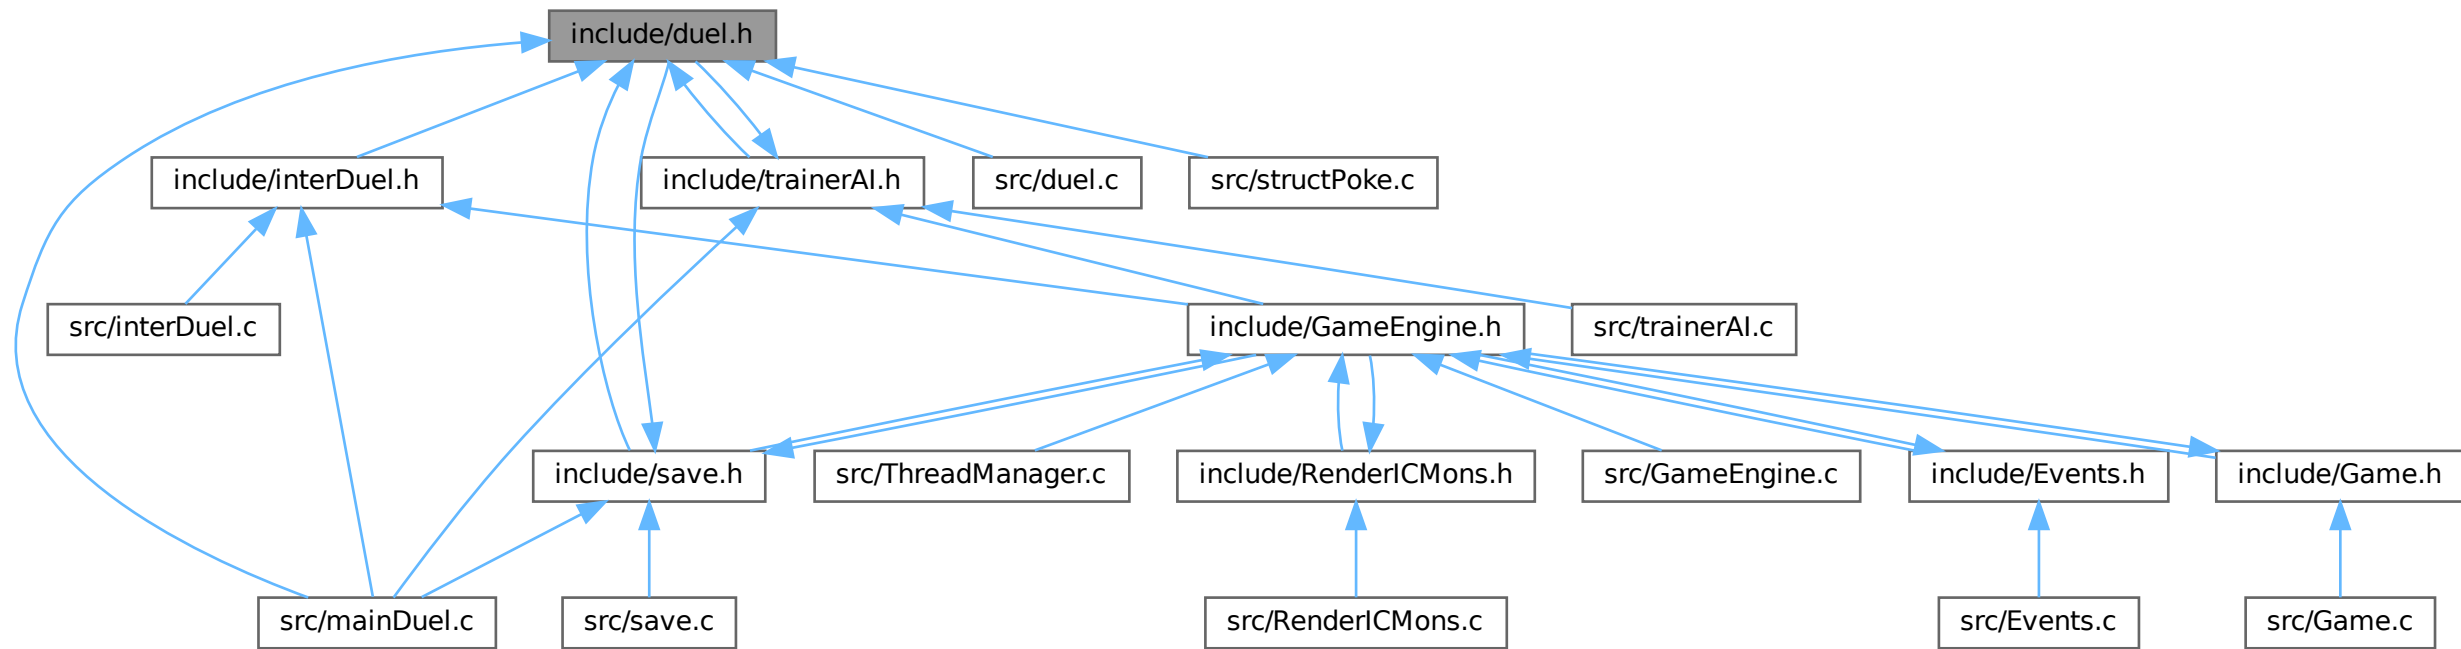 include/duel.h
include/interDuel.h
include/trainerAI.h
src/duel.c
src/structPoke.c
src/interDuel.c
include/GameEngine.h
src/trainerAI.c
include/save.h
src/ThreadManager.c
include/RenderICMons.h
src/GameEngine.c
include/Events.h
include/Game.h
src/mainDuel.c
src/save.c
src/RenderICMons.c
src/Events.c
src/Game.c